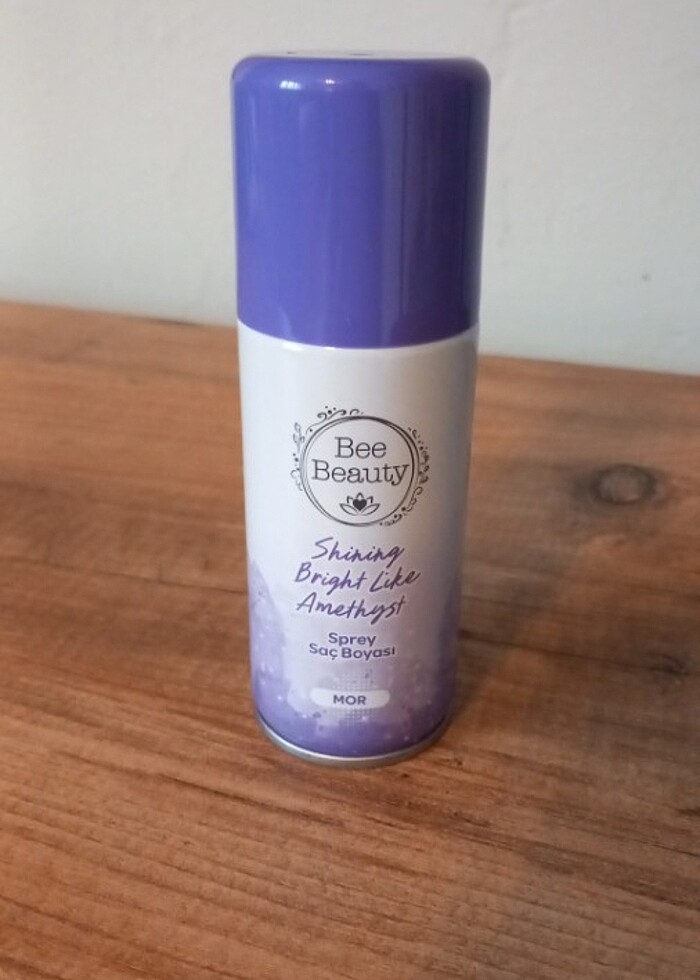 Bee
Beauty
Shining
Bright Like
Amethyst
Sprey
Saç Boyası
MOR